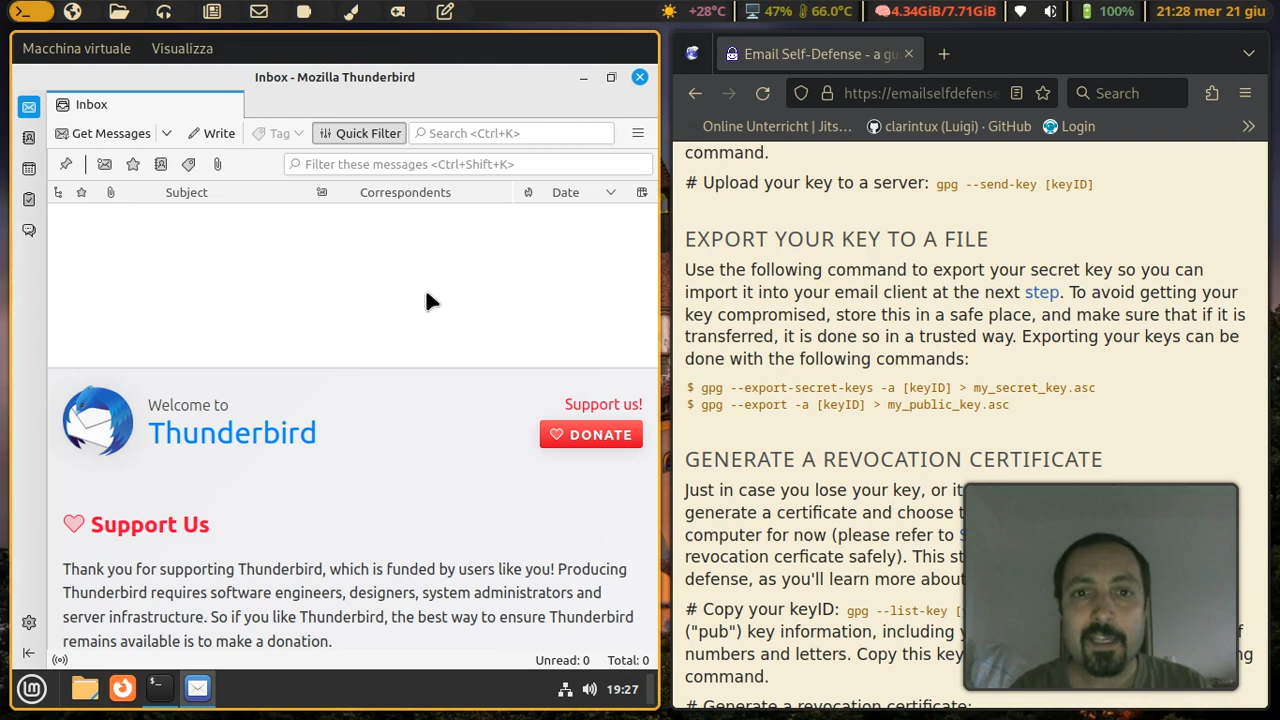 +28°C 47% 66.0°C 4.34GiB/7.71GiB 100% 21:28 mer 21 giu
Macchina virtuale Visualizza
Inbox - Mozilla Thunderbird
Inbox
Get Messages Write Tag Quick Filter Search <Ctrl+K>
Filter these messages <Ctrl+Shift+K>
Subject Correspondents Date
Welcome to
Thunderbird
Support us!
DONATE
Support Us
Thank you for supporting Thunderbird, which is funded by users like you! Producing
Thunderbird requires software engineers, designers, system administrators and
server infrastructure. So if you like Thunderbird, the best way to ensure Thunderbird
remains available is to make a donation.
Unread: 0 Total: 0
19:27
Email Self-Defense - a gu
https://emailselfdefense Search
Online Unterricht | Jits… clarintux (Luigi) · GitHub Login
command.
# Upload your key to a server: gpg --send-key [keyID]
EXPORT YOUR KEY TO A FILE
Use the following command to export your secret key so you can
import it into your email client at the next step. To avoid getting your
key compromised, store this in a safe place, and make sure that if it is
transferred, it is done so in a trusted way. Exporting your keys can be
done with the following commands:
$ gpg --export-secret-keys -a [keyID] > my_secret_key.asc
$ gpg --export -a [keyID] > my_public_key.asc
GENERATE A REVOCATION CERTIFICATE
Just in case you lose your key, or it
generate a certificate and choose t
computer for now (please refer to
revocation cerficate safely). This st
defense, as you'll learn more about
# Copy your keyID: gpg --list-key [
("pub") key information, including f
numbers and letters. Copy this key ing
command.
# Generate a revocation certificate: